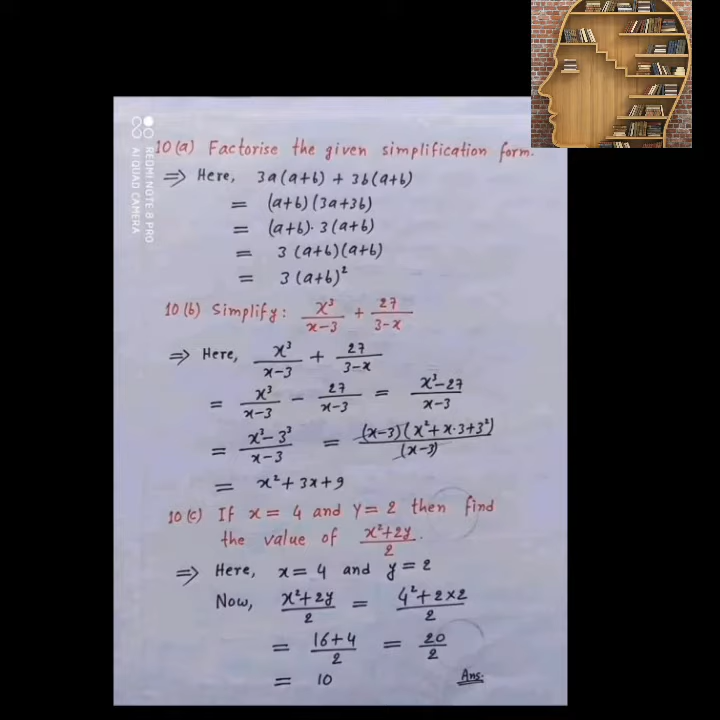 10(a) Factorise the given simplification form.
⇒ Here, 3a(a+b) + 3b(a+b)
= (a+b)(3a+3b)
= (a+b)·3(a+b)
= 3(a+b)(a+b)
= 3(a+b)²
10(b) Simplify: x³/x-3 + 27/3-x
⇒ Here, x³/x-3 + 27/3-x
= x³/x-3 - 27/x-3 = x³-27/x-3
= x³-3³/x-3 = (x-3)(x²+x·3+3²)/(x-3)
= x²+3x+9
10(c) If x=4 and y=2 then find
the value of x²+2y/2.
⇒ Here, x=4 and y=2
Now, x²+2y/2 = 4²+2×2/2
= 16+4/2 = 20/2
= 10 Ans.
REDMI NOTE 8 PRO
AI QUAD CAMERA